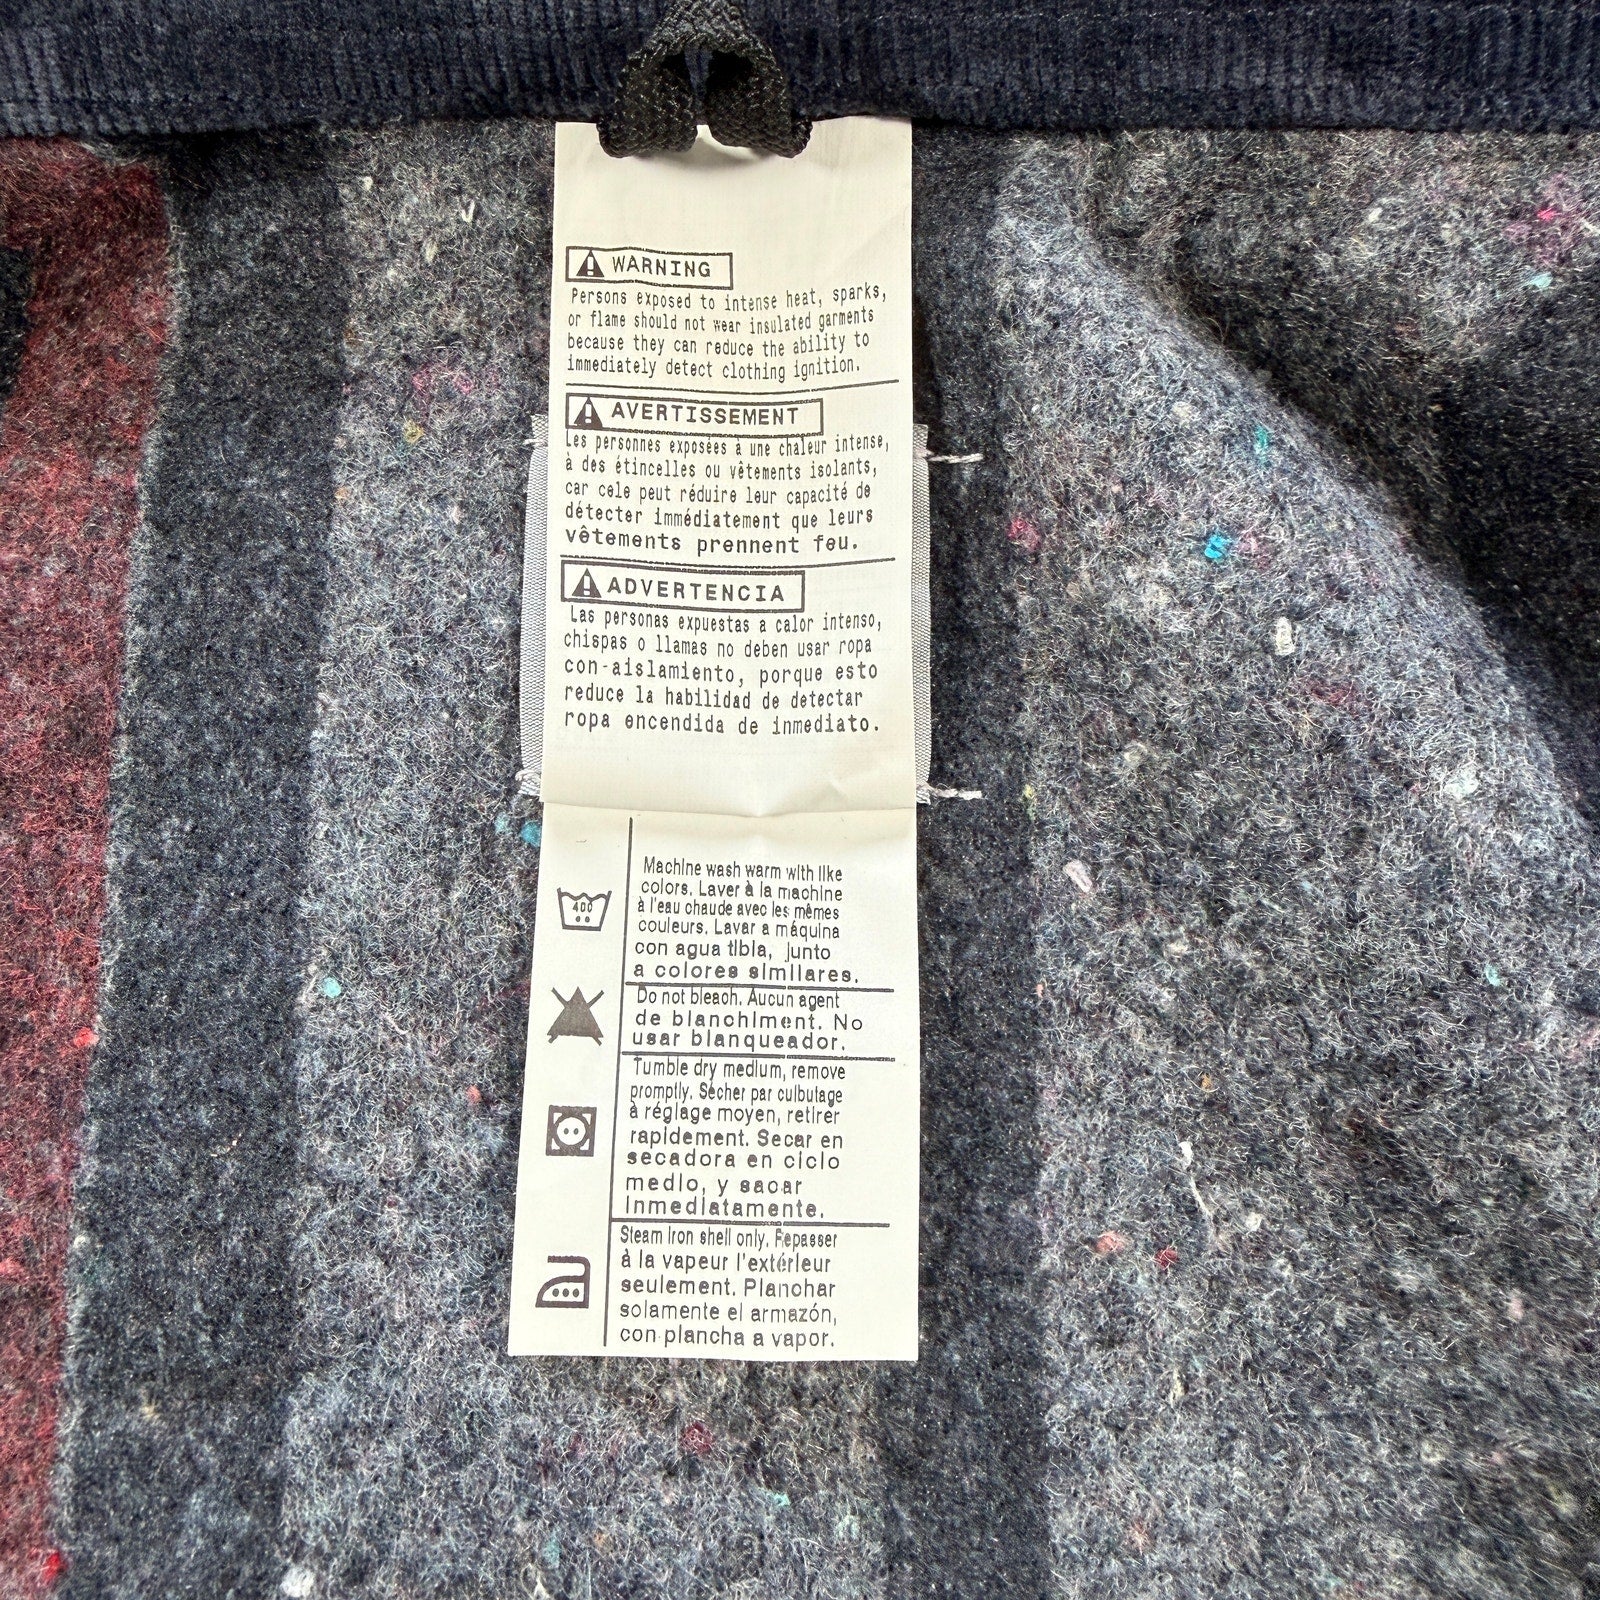 WARNING
Persons exposed to intense heat, sparks,
or flame should not wear insulated garments
because they can reduce the ability to
immediately detect clothing ignition.
AVERTISSEMENT
Les personnes exposées à une chaleur intense,
à des étincelles ou vêtements isolants,
car cele peut réduire leur capacité de
détecter immédiatement que leurs
vêtements prennent feu.
ADVERTENCIA
Las personas expuestas a calor intenso,
chispas o llamas no deben usar ropa
con-aislamiento, porque esto
reduce la habilidad de detectar
ropa encendida de inmediato.
Machine wash warm with like
colors. Laver à la machine
à l'eau chaude avec les mêmes
couleurs. Lavar a máquina
con agua tibia, junto
a colores similares.
400
Do not bleach. Aucun agent
de blanchiment. No
usar blanqueador.
Tumble dry medium, remove
promptly. Sécher par culbutage
à réglage moyen, retirer
rapidement. Secar en
secadora en ciclo
medio, y sacar
inmediatamente.
Steam iron shell only. Fepasser
à la vapeur l'extérieur
seulement. Planchar
solamente el armazón,
con plancha a vapor.